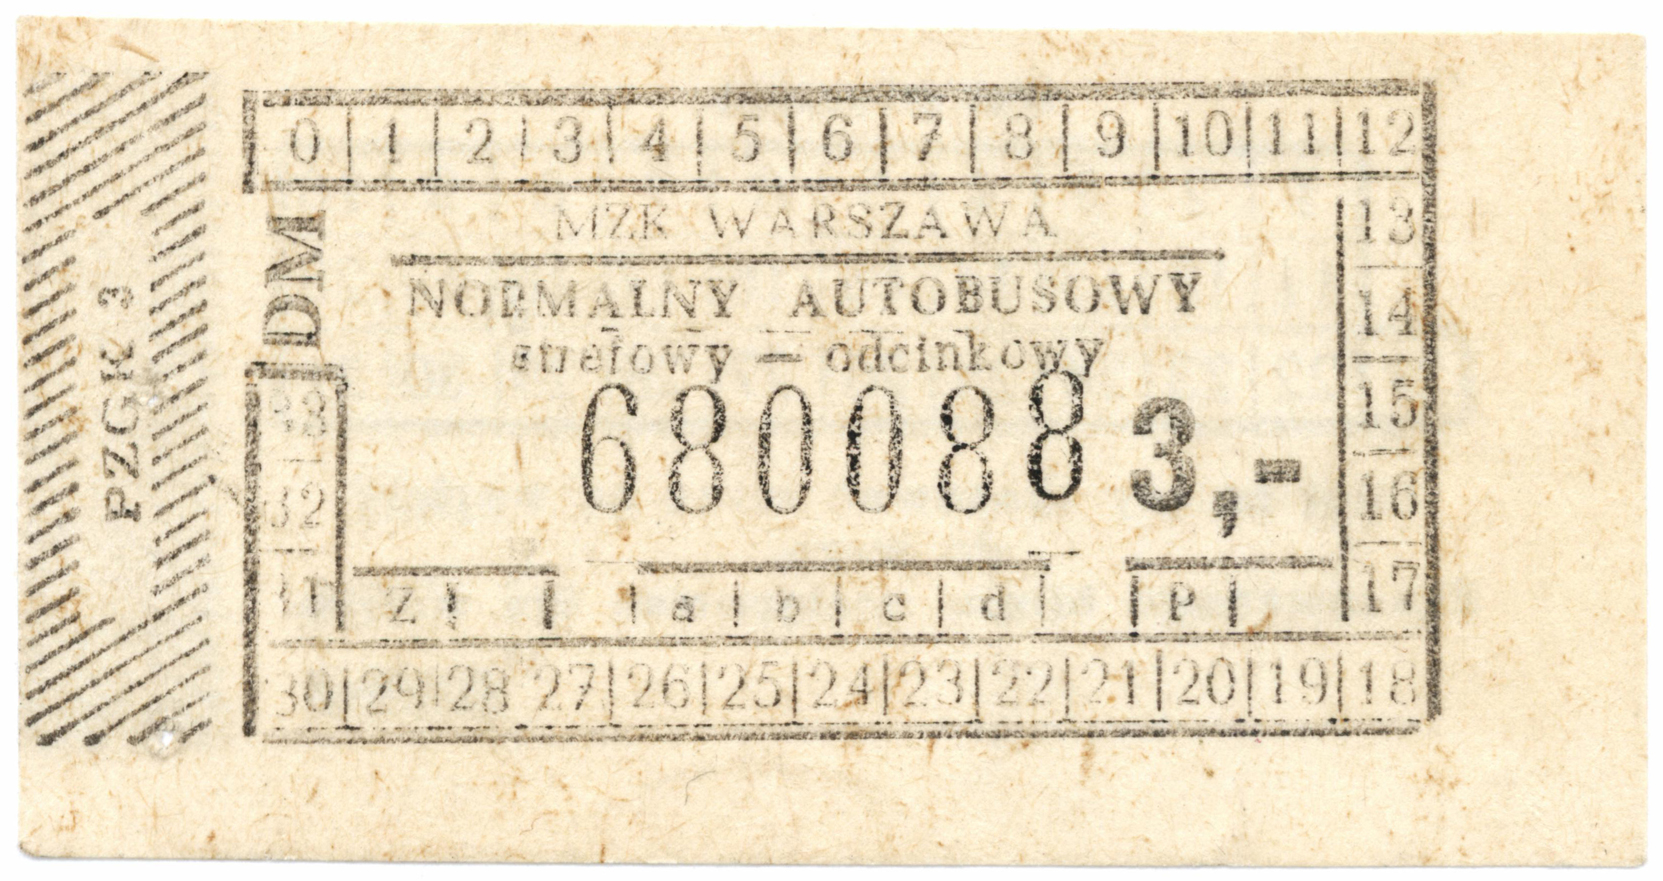 0 1 2 3 4 5 6 7 8 9 10 11 12
MZK WARSZAWA
NORMALNY AUTOBUSOWY
strefowy — odcinkowy
680088 3,-
Z a b c d P
30 29 28 27 26 25 24 23 22 21 20 19 18
13
14
15
16
17
DM
33
32
31
PZGK 3